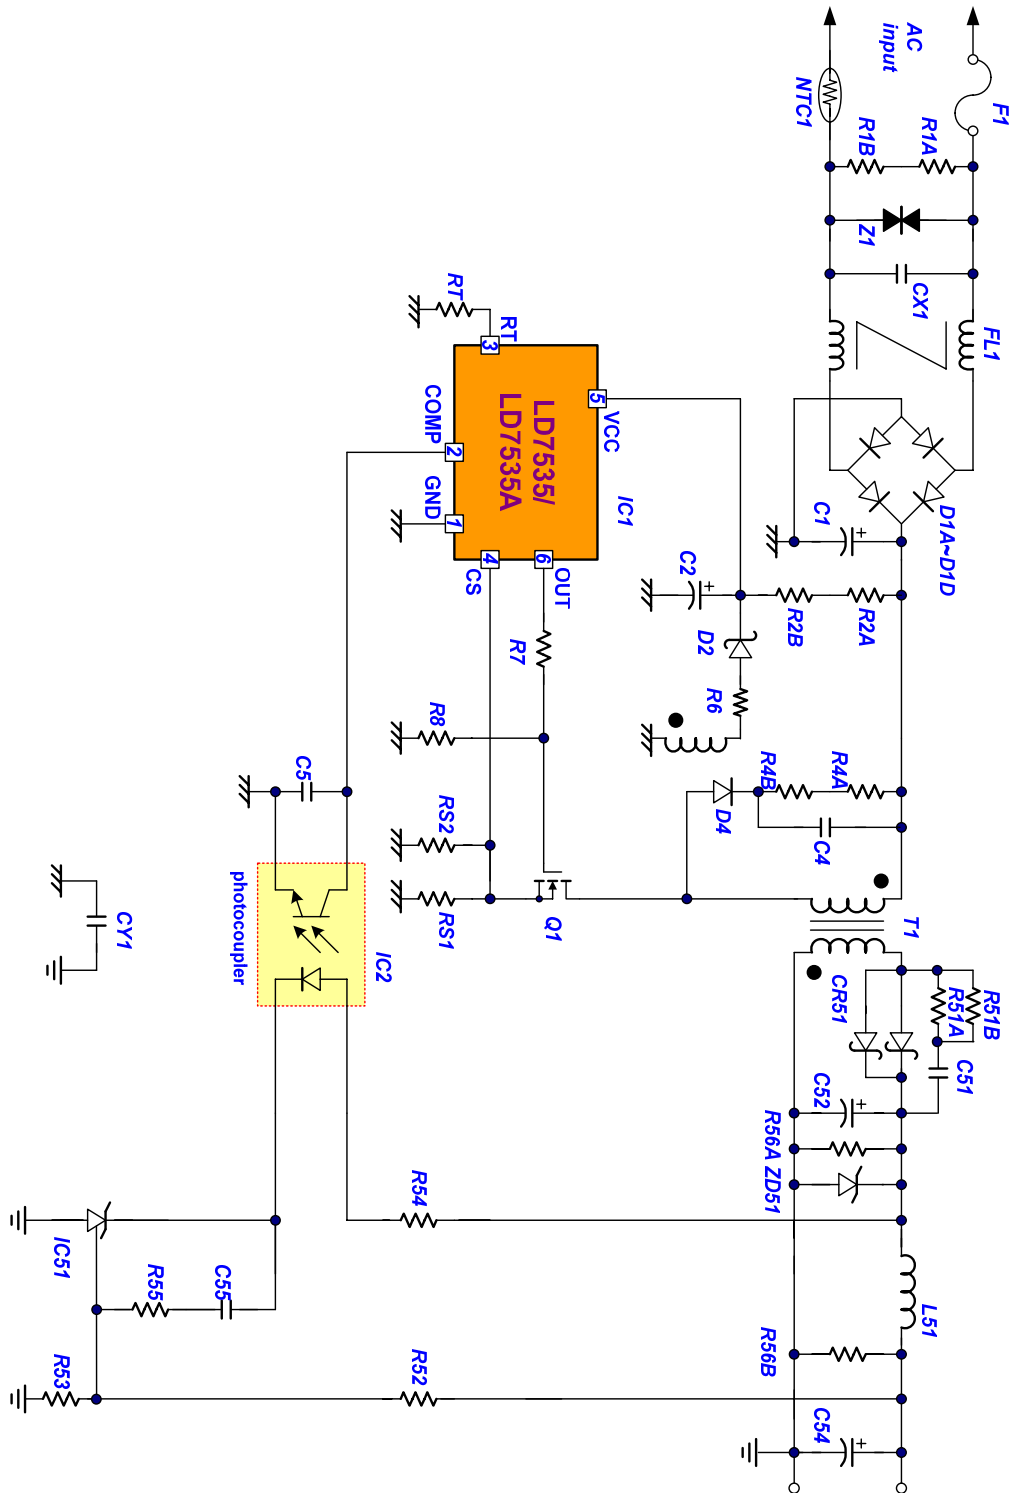 AC
input
F1
NTC1
R1A
R1B
Z1
CX1
FL1
D1A~D1D
C1
R2A
R2B
C2
D2
R6
R4A
R4B
C4
D4
T1
R51B
R51A
CR51
C51
C52
R56A
ZD51
L51
R56B
C54
RT
RT
3
VCC
5
IC1
LD7535/
LD7535A
COMP
2
GND
1
CS
4
OUT
6
R7
R8
RS2
RS1
Q1
C5
photocoupler
IC2
CY1
R54
R52
IC51
R55
C55
R53
+
+
+
+